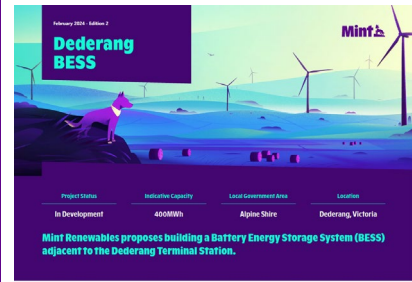 February 2024 - Edition 2
Mint
Dederang
BESS
Project Status
Indicative Capacity
Local Government Area
Location
In Development
400MWh
Alpine Shire
Dederang, Victoria
Mint Renewables proposes building a Battery Energy Storage System (BESS)
adjacent to the Dederang Terminal Station.